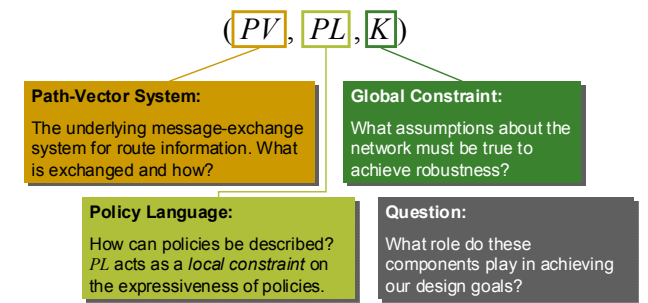 (PV, PL, K)
Path-Vector System:
The underlying message-exchange
system for route information. What
is exchanged and how?
Global Constraint:
What assumptions about the
network must be true to
achieve robustness?
Policy Language:
How can policies be described?
PL acts as a local constraint on
the expressiveness of policies.
Question:
What role do these
components play in achieving
our design goals?